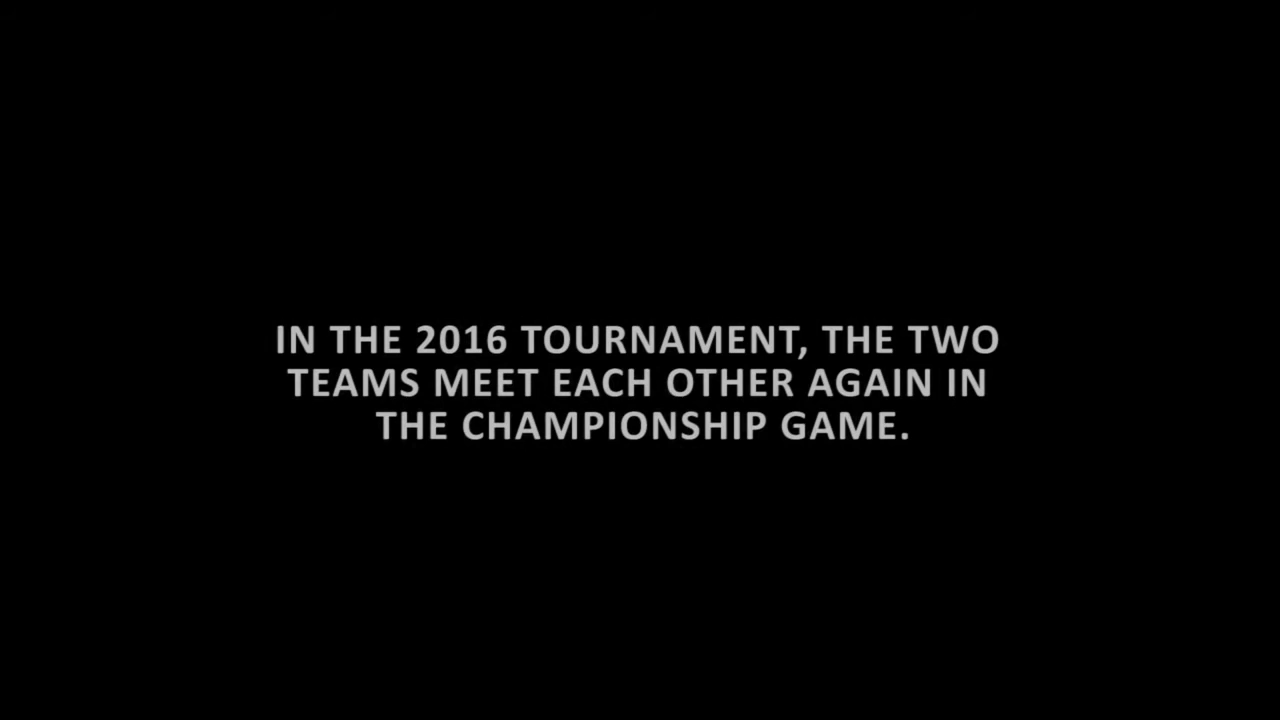 IN THE 2016 TOURNAMENT, THE TWO
TEAMS MEET EACH OTHER AGAIN IN
THE CHAMPIONSHIP GAME.